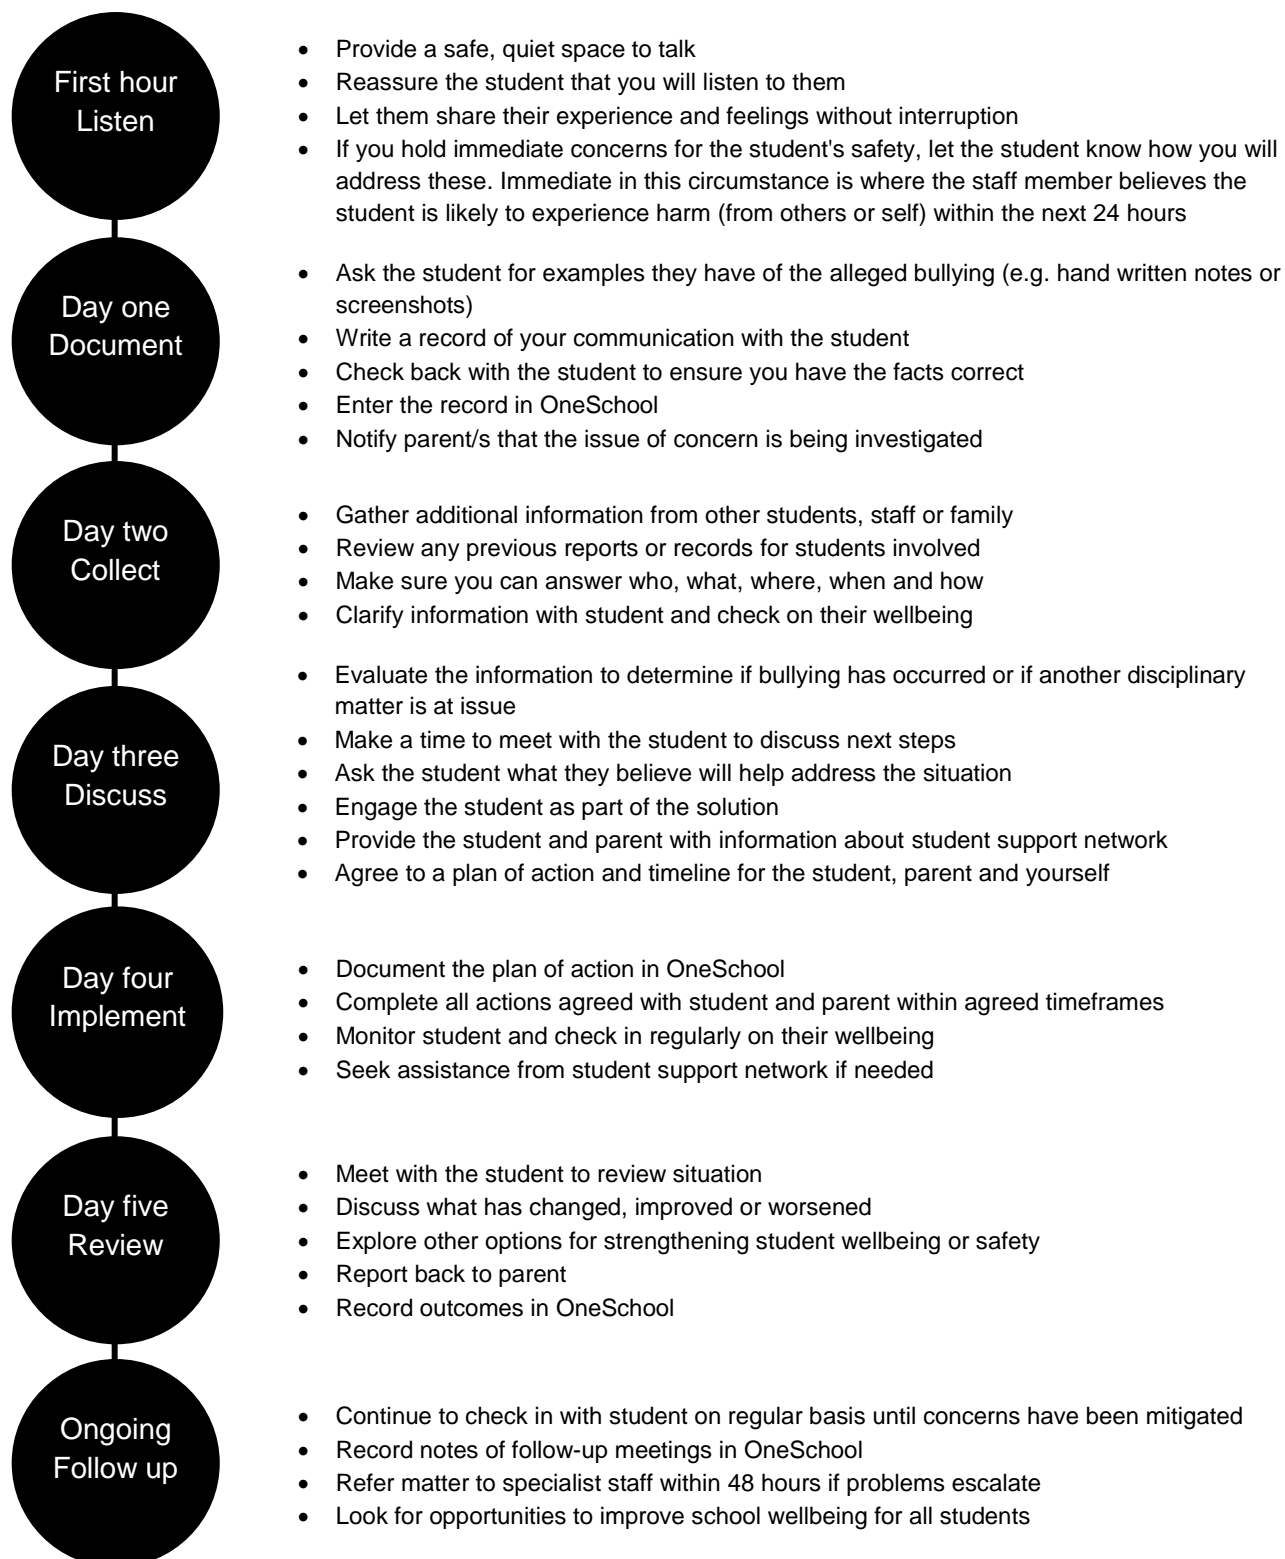 First hour
Listen
• Provide a safe, quiet space to talk
• Reassure the student that you will listen to them
• Let them share their experience and feelings without interruption
• If you hold immediate concerns for the student's safety, let the student know how you will
address these. Immediate in this circumstance is where the staff member believes the
student is likely to experience harm (from others or self) within the next 24 hours
Day one
Document
• Ask the student for examples they have of the alleged bullying (e.g. hand written notes or
screenshots)
• Write a record of your communication with the student
• Check back with the student to ensure you have the facts correct
• Enter the record in OneSchool
• Notify parent/s that the issue of concern is being investigated
Day two
Collect
• Gather additional information from other students, staff or family
• Review any previous reports or records for students involved
• Make sure you can answer who, what, where, when and how
• Clarify information with student and check on their wellbeing
Day three
Discuss
• Evaluate the information to determine if bullying has occurred or if another disciplinary
matter is at issue
• Make a time to meet with the student to discuss next steps
• Ask the student what they believe will help address the situation
• Engage the student as part of the solution
• Provide the student and parent with information about student support network
• Agree to a plan of action and timeline for the student, parent and yourself
Day four
Implement
• Document the plan of action in OneSchool
• Complete all actions agreed with student and parent within agreed timeframes
• Monitor student and check in regularly on their wellbeing
• Seek assistance from student support network if needed
Day five
Review
• Meet with the student to review situation
• Discuss what has changed, improved or worsened
• Explore other options for strengthening student wellbeing or safety
• Report back to parent
• Record outcomes in OneSchool
Ongoing
Follow up
• Continue to check in with student on regular basis until concerns have been mitigated
• Record notes of follow-up meetings in OneSchool
• Refer matter to specialist staff within 48 hours if problems escalate
• Look for opportunities to improve school wellbeing for all students